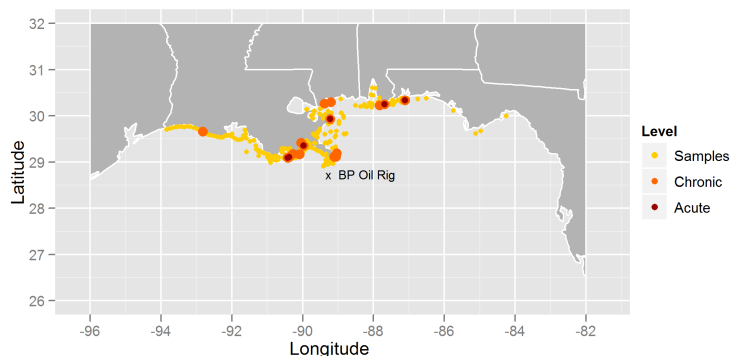 32
31
30
29
28
27
26
Latitude
x BP Oil Rig
-96
-94
-92
-90
-88
-86
-84
-82
Longitude
Level
Samples
Chronic
Acute